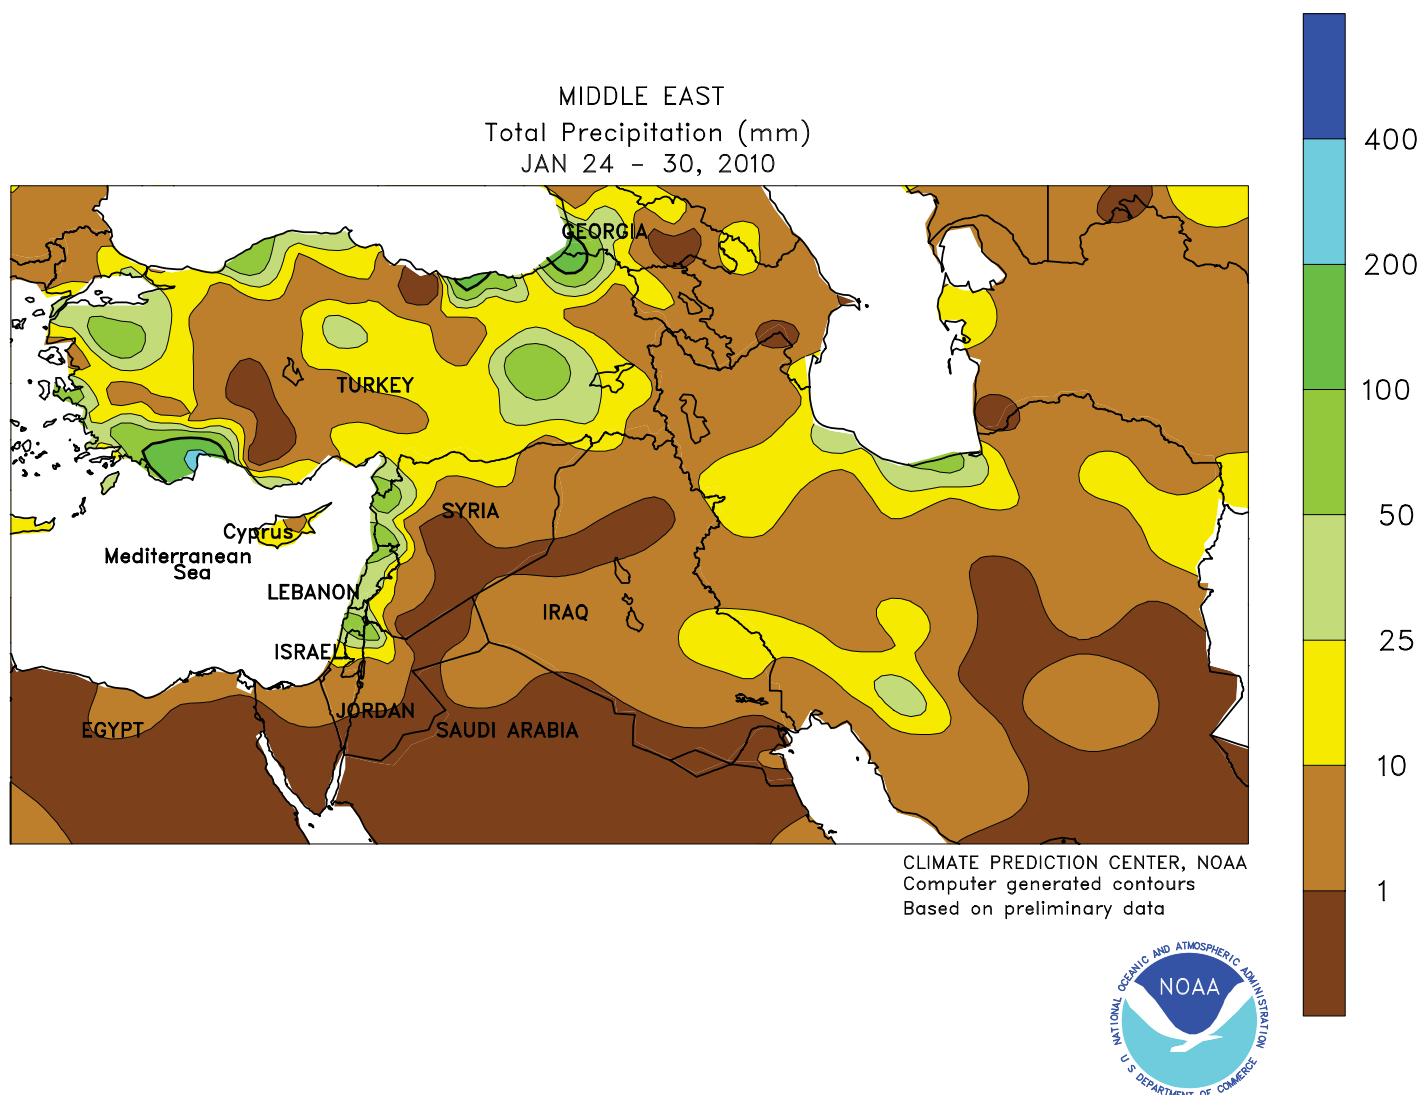 MIDDLE EAST
Total Precipitation (mm)
JAN 24 - 30, 2010
400
200
100
50
25
10
1
GEORGIA
TURKEY
SYRIA
Cyprus
Mediterranean
Sea
LEBANON
IRAQ
ISRAEL
JORDAN
EGYPT
SAUDI ARABIA
CLIMATE PREDICTION CENTER, NOAA
Computer generated contours
Based on preliminary data
NATIONAL OCEANIC AND ATMOSPHERIC ADMINISTRATION
NOAA
U S DEPARTMENT OF COMMERCE